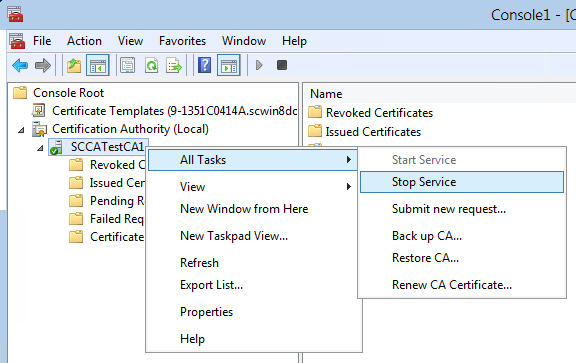 Console1 - [C
File Action View Favorites Window Help
Console Root
Certificate Templates (9-1351C0414A.scwin8dc
Certification Authority (Local)
SCCATestCA1
Revoked C
Issued Cert
Pending R
Failed Req
Certificate
Name
Revoked Certificates
Issued Certificates
All Tasks
View
New Window from Here
New Taskpad View...
Refresh
Export List...
Properties
Help
Start Service
Stop Service
Submit new request...
Back up CA...
Restore CA...
Renew CA Certificate...